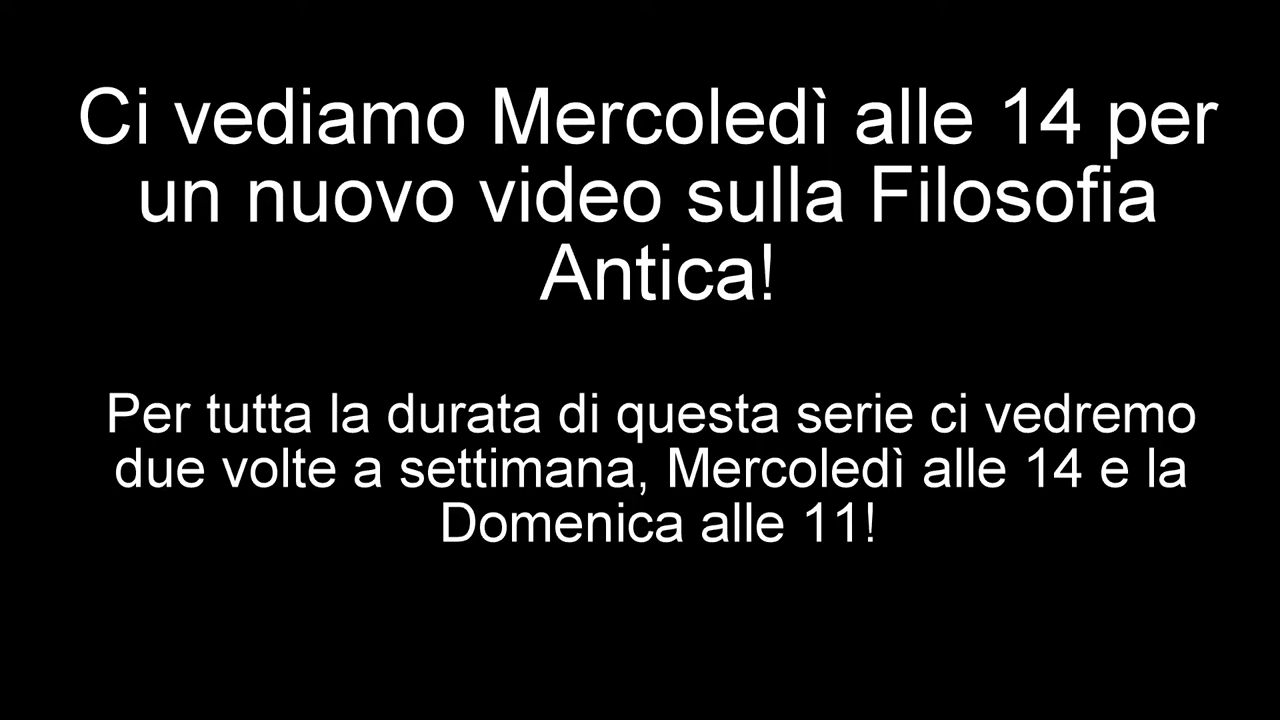 Ci vediamo Mercoledì alle 14 per
un nuovo video sulla Filosofia
Antica!
Per tutta la durata di questa serie ci vedremo
due volte a settimana, Mercoledì alle 14 e la
Domenica alle 11!